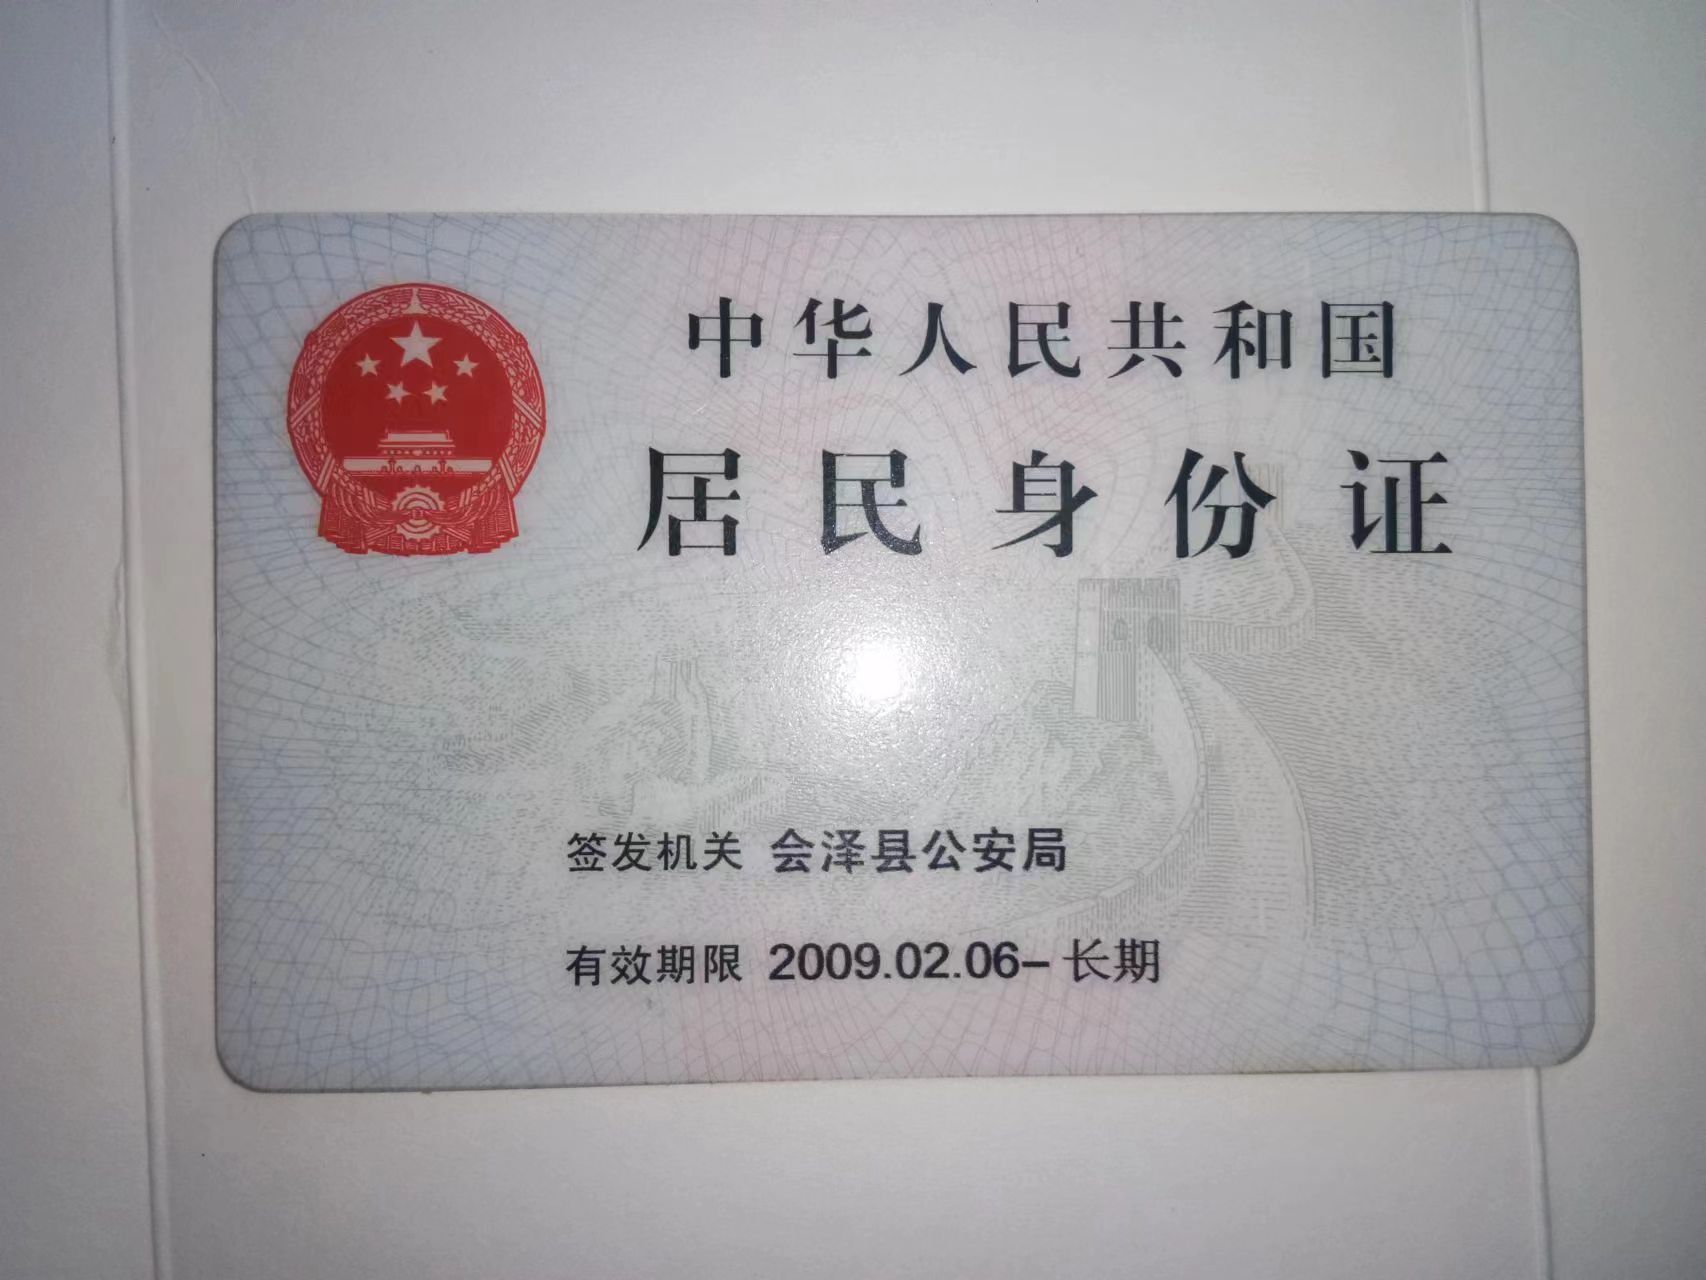 中华人民共和国
居民身份证
签发机关 会泽县公安局
有效期限 2009.02.06-长期